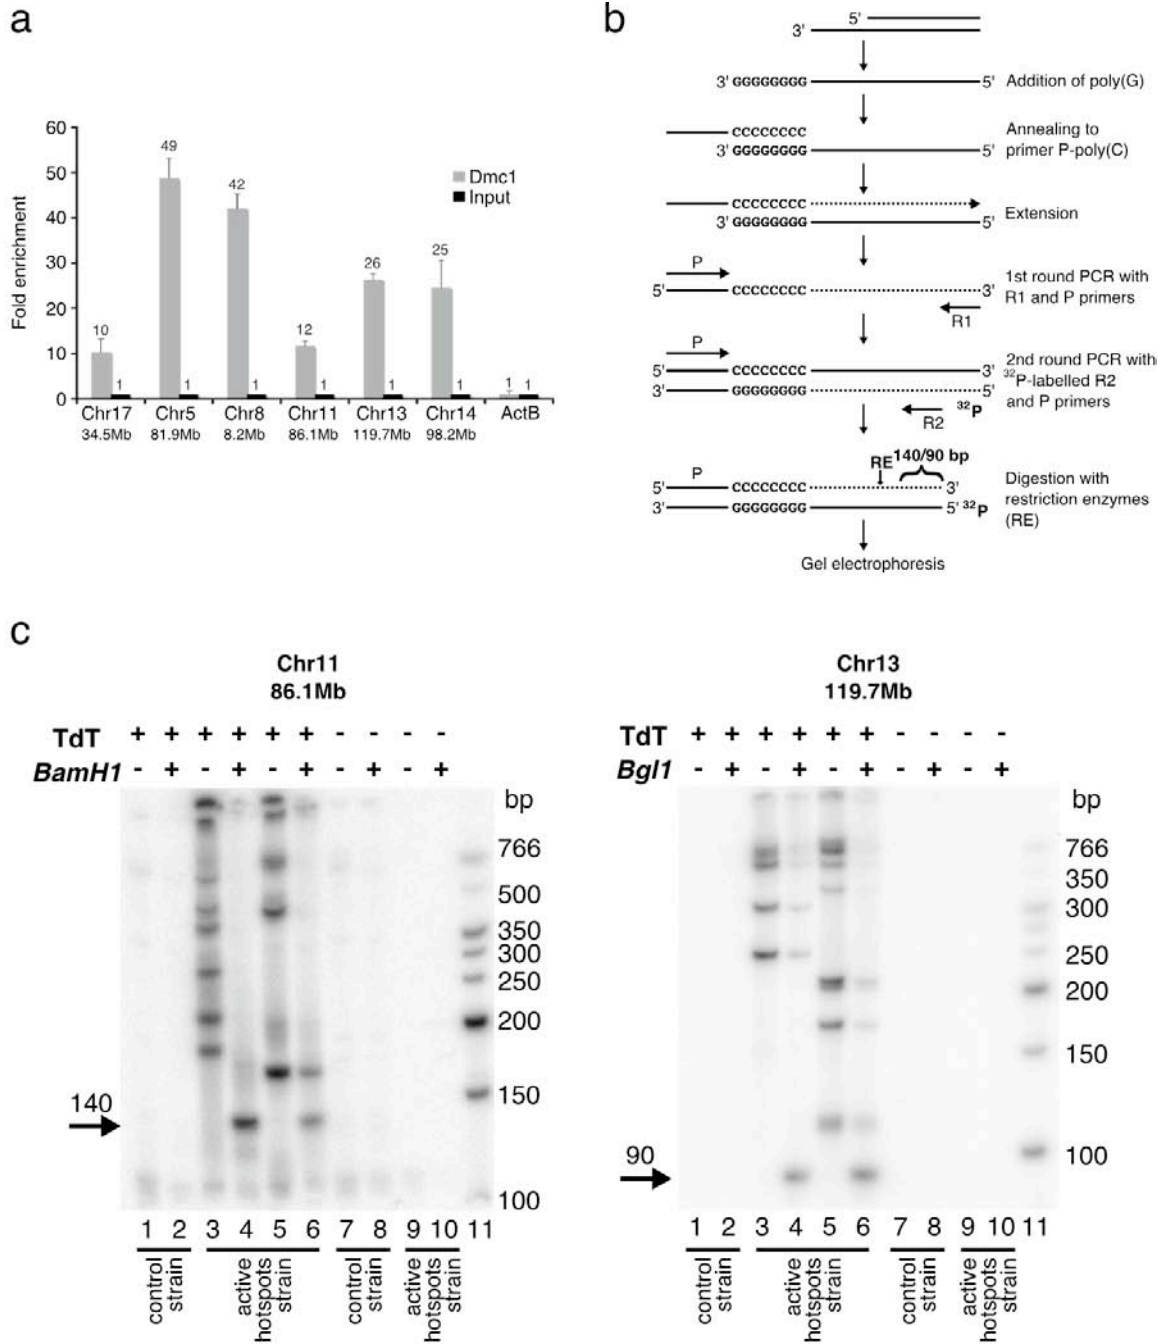 a
60
50
40
30
20
10
0
Fold enrichment
10
1
49
1
42
1
12
1
26
1
25
1
1
1
Dmc1
Input
Chr17 Chr5 Chr8 Chr11 Chr13 Chr14 ActB
34.5Mb 81.9Mb 8.2Mb 86.1Mb 119.7Mb 98.2Mb
b
5'
3'
3' GGGGGGGG 5' Addition of poly(G)
CCCCCCCC
3' GGGGGGGG 5'
Annealing to
primer P-poly(C)
CCCCCCCC
3' GGGGGGGG 5'
Extension
P
5' CCCCCCCC 3'
R1
1st round PCR with
R1 and P primers
P
5' CCCCCCCC 3'
3' GGGGGGGG 5'
32P
R2
2nd round PCR with
32P-labelled R2
and P primers
RE 140/90 bp
P
5' CCCCCCCC 3'
3' GGGGGGGG 5' 32P
Digestion with
restriction enzymes
(RE)
Gel electrophoresis
c
Chr11
86.1Mb
TdT + + + + + + - - - -
BamH1 - + - + - + - + - +
bp
766
500
350
300
250
200
150
100
140
1 2 3 4 5 6 7 8 9 10 11
control
strain
active
hotspots
strain
control
strain
active
hotspots
strain
Chr13
119.7Mb
TdT + + + + + + - - - -
Bgl1 - + - + - + - + - +
bp
766
350
300
250
200
150
100
90
1 2 3 4 5 6 7 8 9 10 11
control
strain
active
hotspots
strain
control
strain
active
hotspots
strain